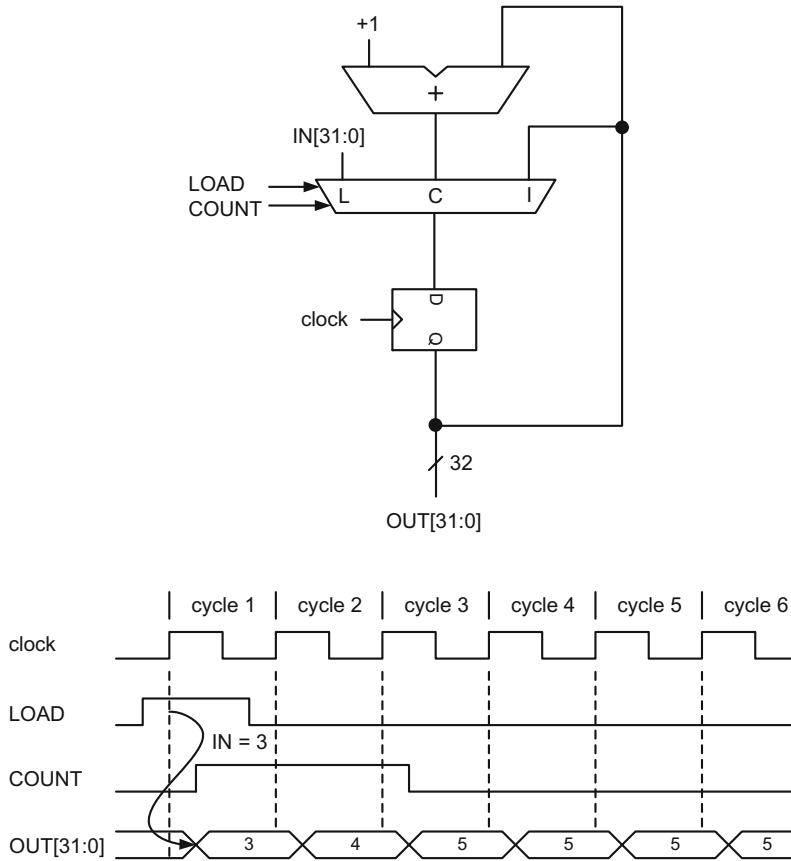 +1
+
IN[31:0]
LOAD
COUNT
L C I
D
clock
Q
32
OUT[31:0]
cycle 1 cycle 2 cycle 3 cycle 4 cycle 5 cycle 6
clock
LOAD
IN = 3
COUNT
OUT[31:0] 3 4 5 5 5 5